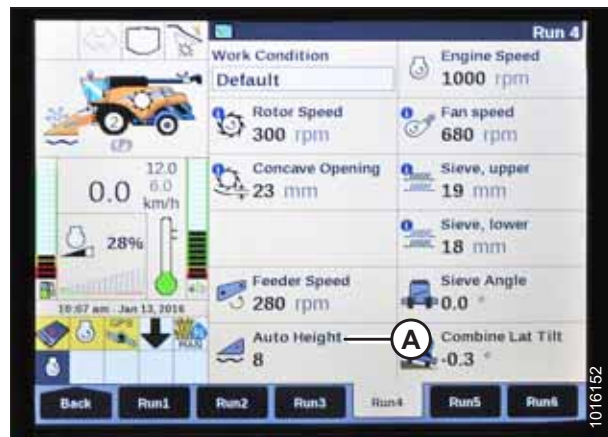 Run 4
Work Condition
Default
Engine Speed
1000 rpm
Rotor Speed
300 rpm
Fan speed
680 rpm
Concave Opening
23 mm
Sieve, upper
19 mm
Sieve, lower
18 mm
Feeder Speed
280 rpm
Sieve Angle
0.0 °
Auto Height
8
A
Combine Lat Tilt
-0.3 °
2
(P)
0.0
12.0
6.0
km/h
28%
10:07 am - Jan 13, 2016
GPS
MAN
Back
Run1
Run2
Run3
Run4
Run5
Run6
1016152